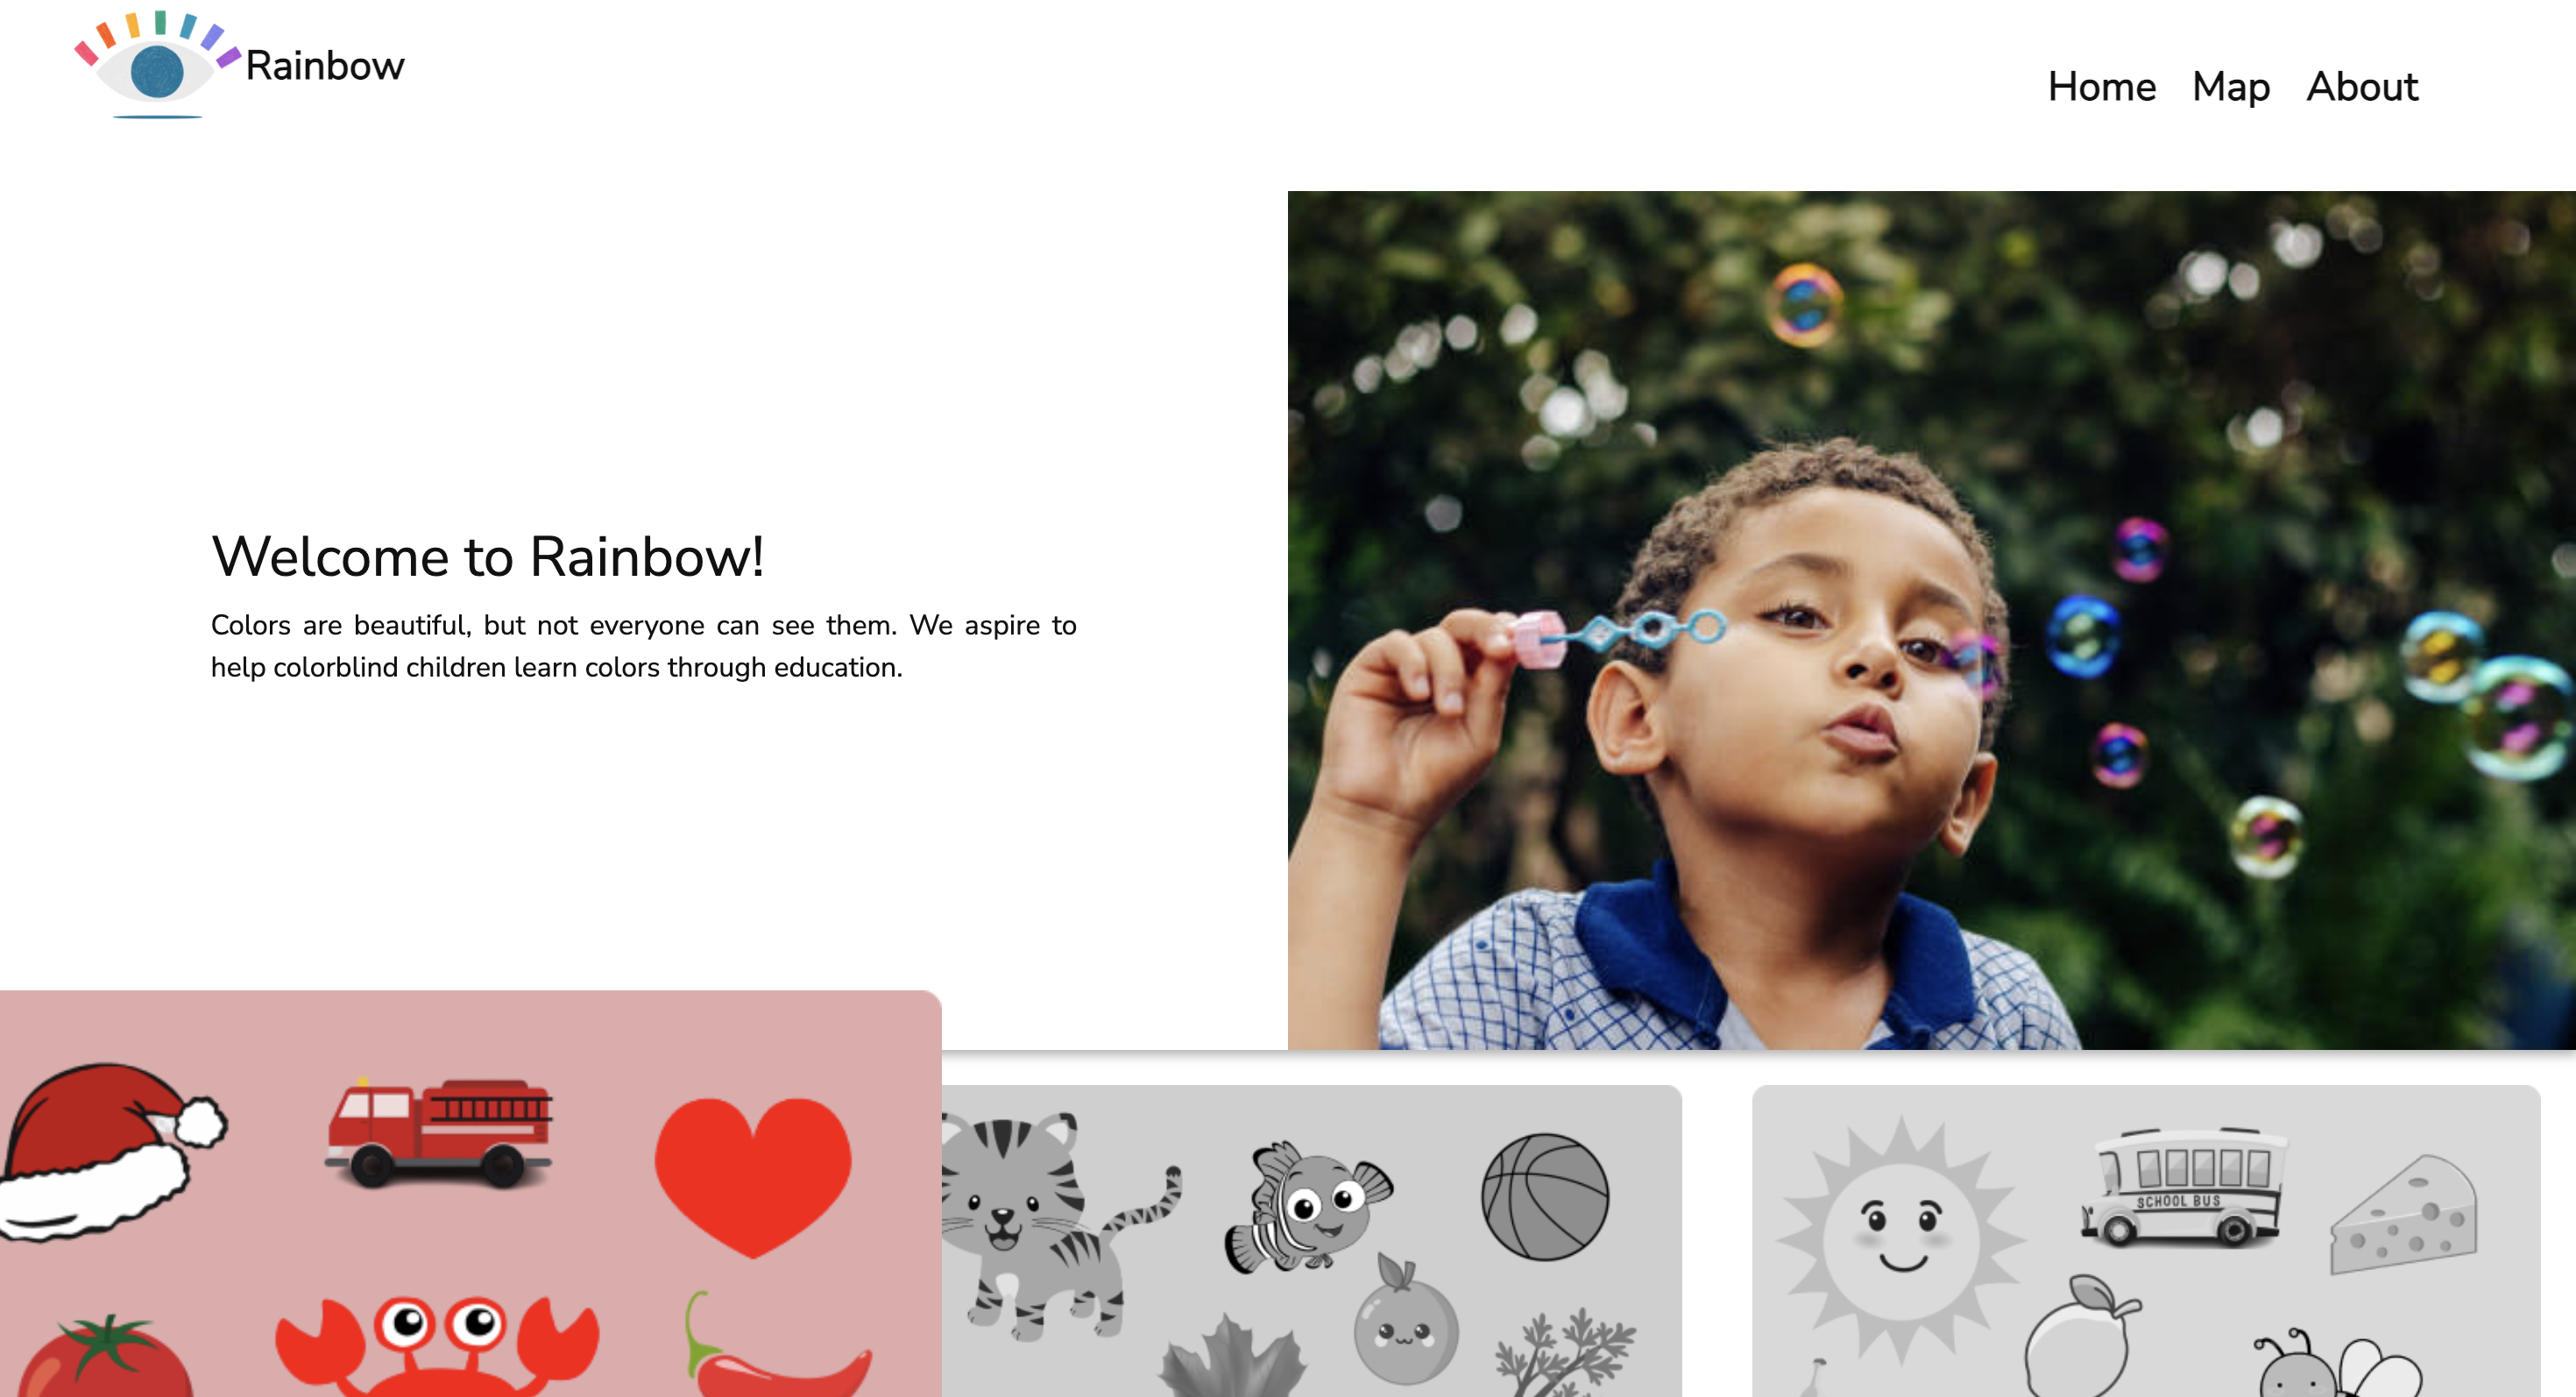 Rainbow
Home Map About
Welcome to Rainbow!
Colors are beautiful, but not everyone can see them. We aspire to
help colorblind children learn colors through education.
SCHOOL BUS